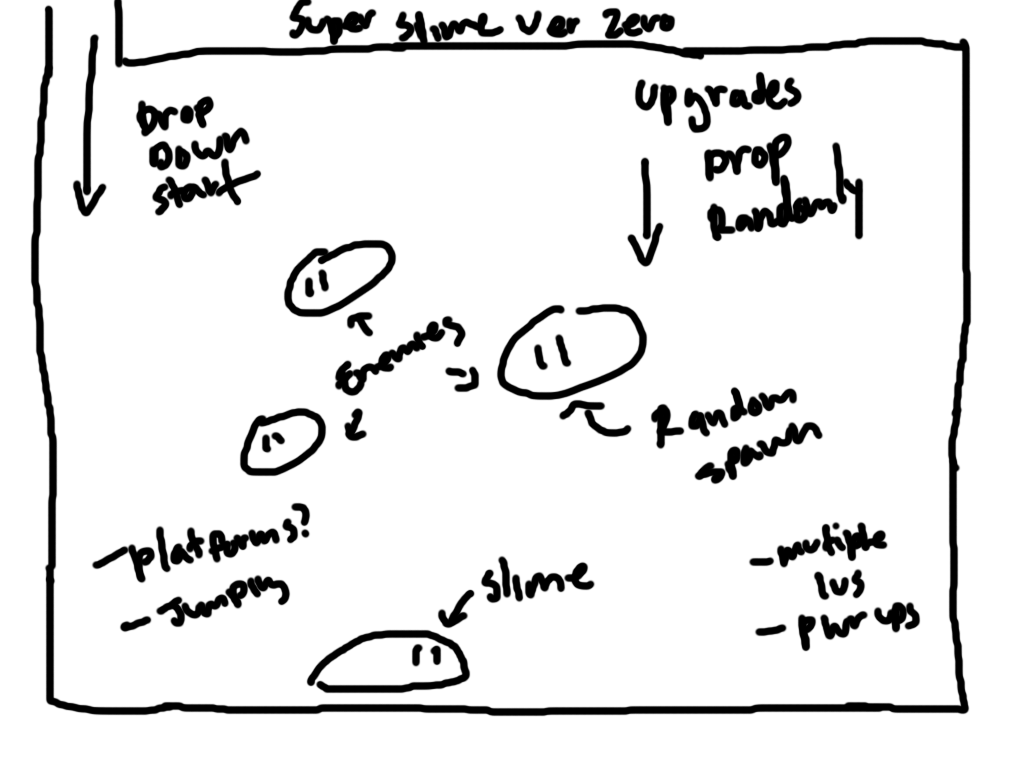 Super Slime Ver Zero
Drop
Down
start
Upgrades
Drop
Randomly
Enemies
Random
spawn
- platforms?
- Jumping
slime
- multiple
lvs
- pwr ups